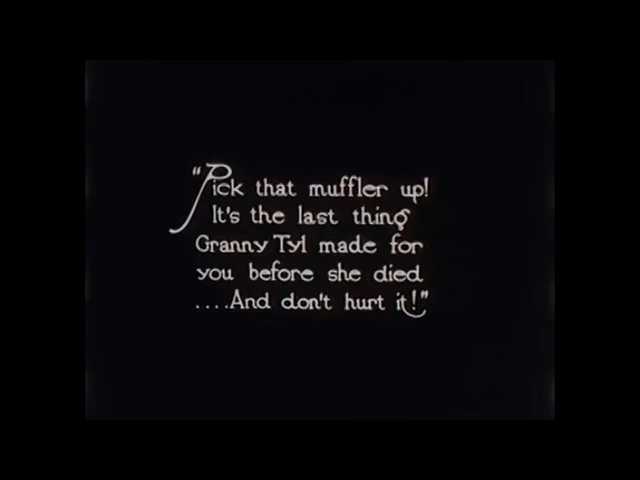 "Pick that muffler up!
It's the last thing
Granny Tyl made for
you before she died
....And don't hurt it!"